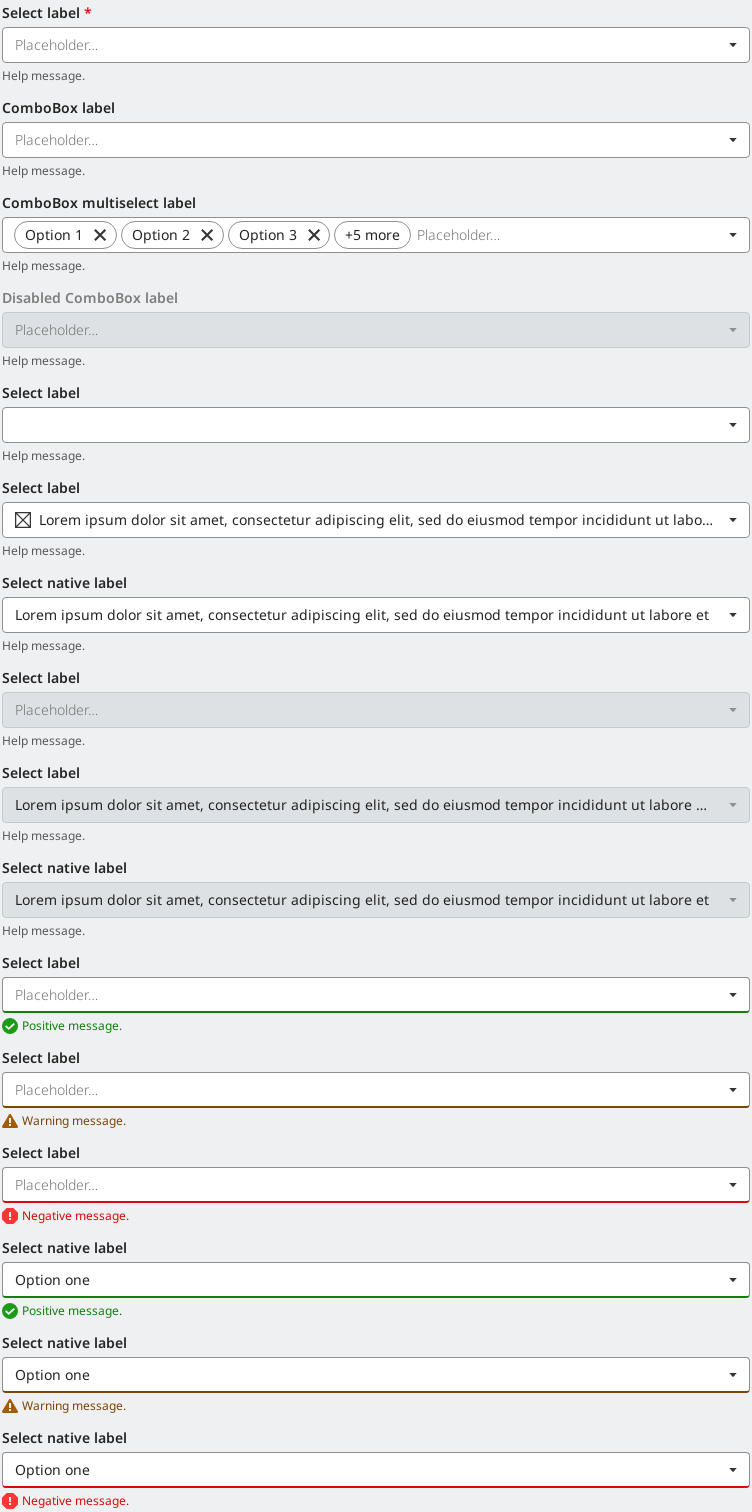 Select label *
Placeholder...
Help message.
ComboBox label
Placeholder...
Help message.
ComboBox multiselect label
Option 1 Option 2 Option 3 +5 more Placeholder...
Help message.
Disabled ComboBox label
Placeholder...
Help message.
Select label
Help message.
Select label
Lorem ipsum dolor sit amet, consectetur adipiscing elit, sed do eiusmod tempor incididunt ut labo...
Help message.
Select native label
Lorem ipsum dolor sit amet, consectetur adipiscing elit, sed do eiusmod tempor incididunt ut labore et
Help message.
Select label
Placeholder...
Help message.
Select label
Lorem ipsum dolor sit amet, consectetur adipiscing elit, sed do eiusmod tempor incididunt ut labore ...
Help message.
Select native label
Lorem ipsum dolor sit amet, consectetur adipiscing elit, sed do eiusmod tempor incididunt ut labore et
Help message.
Select label
Placeholder...
Positive message.
Select label
Placeholder...
Warning message.
Select label
Placeholder...
Negative message.
Select native label
Option one
Positive message.
Select native label
Option one
Warning message.
Select native label
Option one
Negative message.